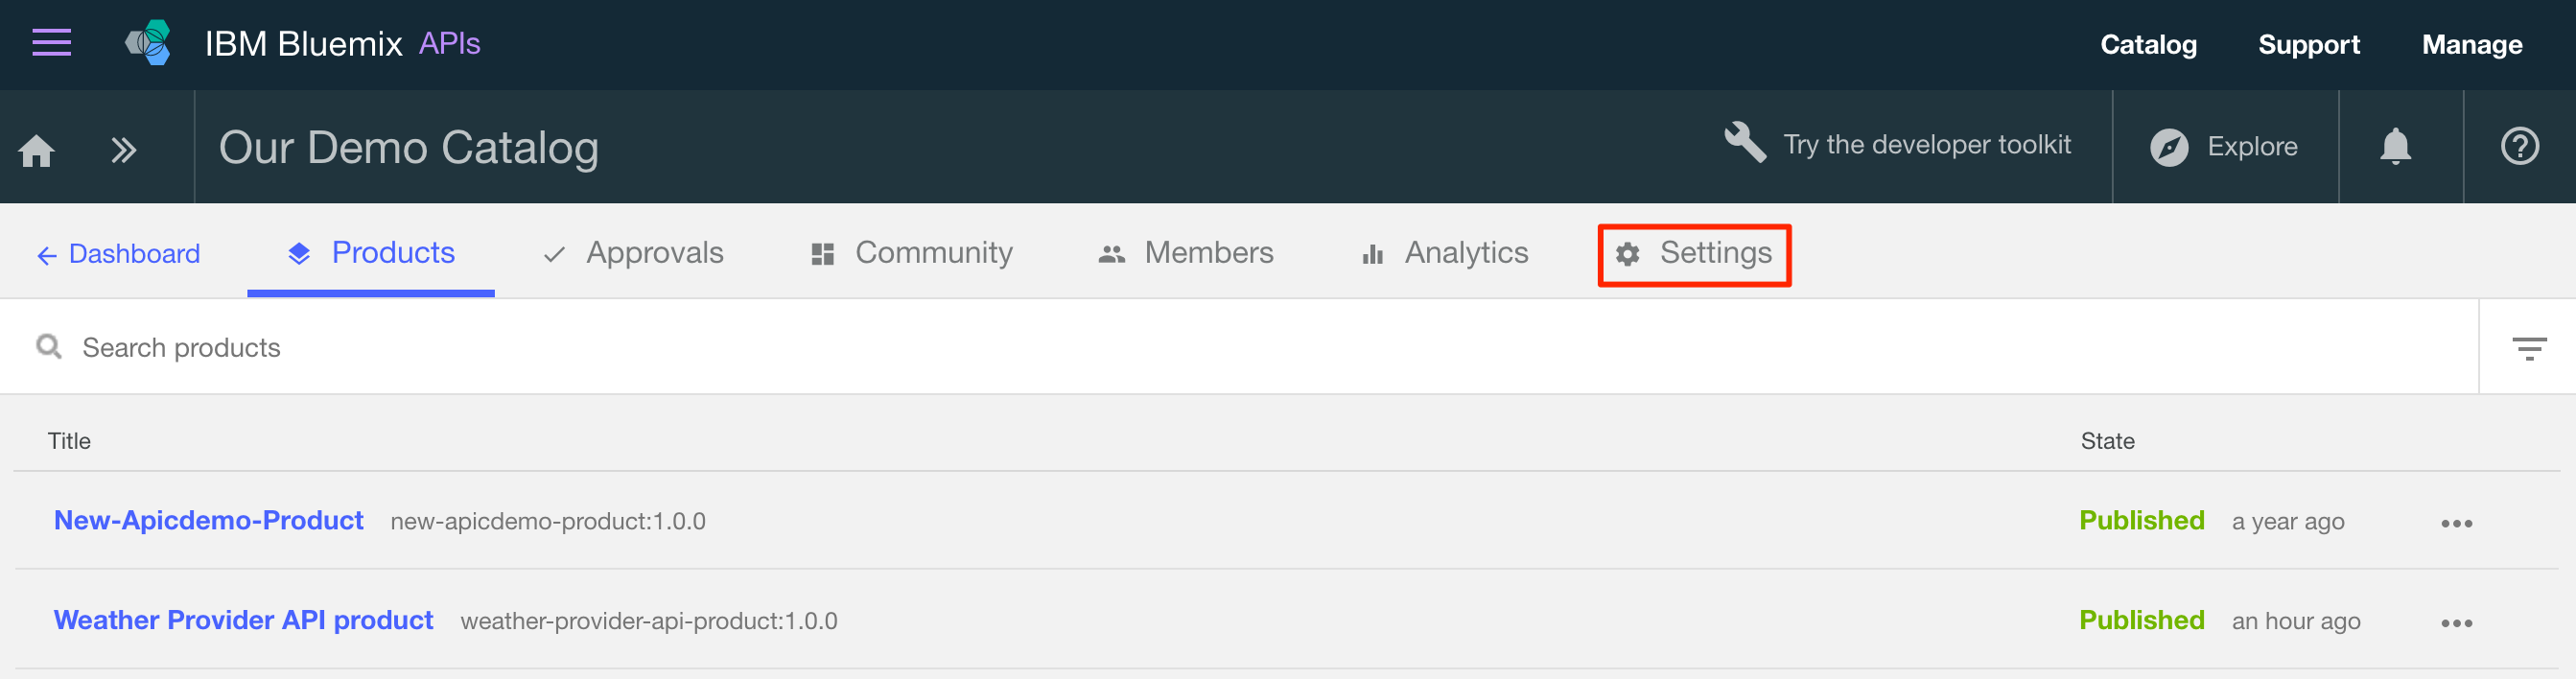 IBM Bluemix APIs
Catalog Support Manage
Our Demo Catalog
Try the developer toolkit
Explore
Dashboard Products Approvals Community Members Analytics Settings
Search products
Title State
New-Apicdemo-Product new-apicdemo-product:1.0.0 Published a year ago
Weather Provider API product weather-provider-api-product:1.0.0 Published an hour ago